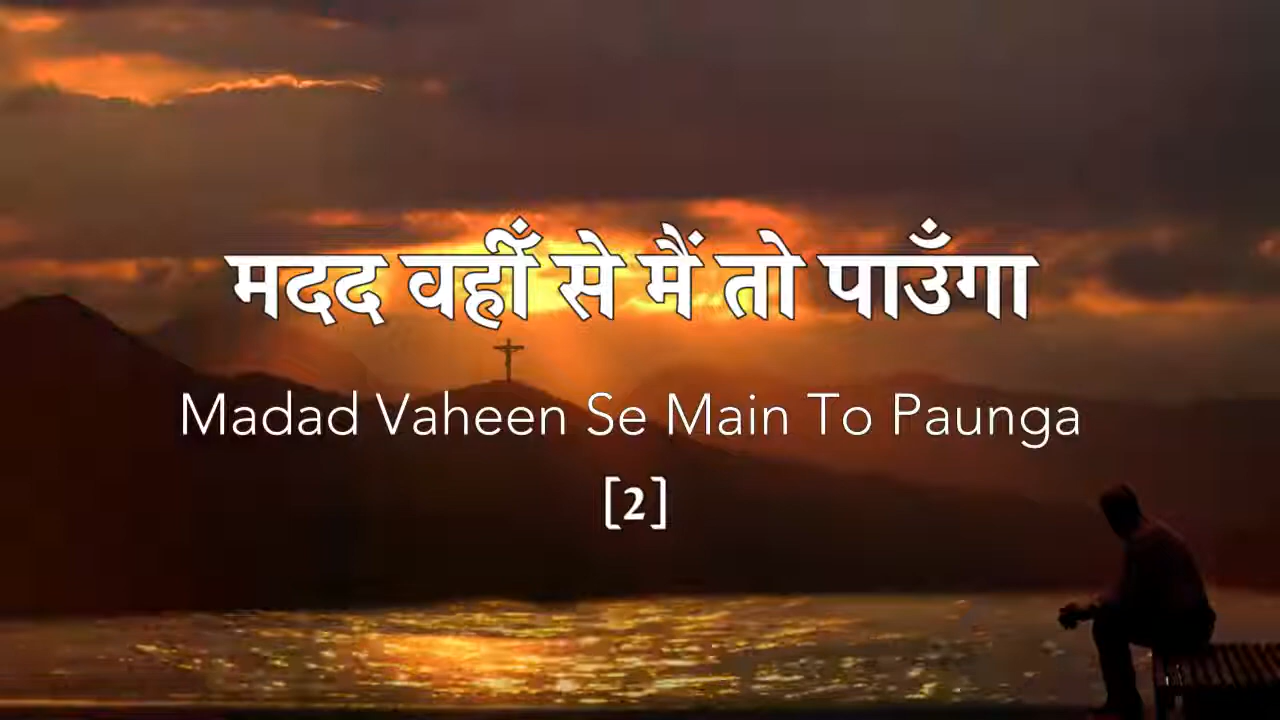 मदद वहीँ से मैं तो पाउँगा
Madad Vaheen Se Main To Paunga
[2]